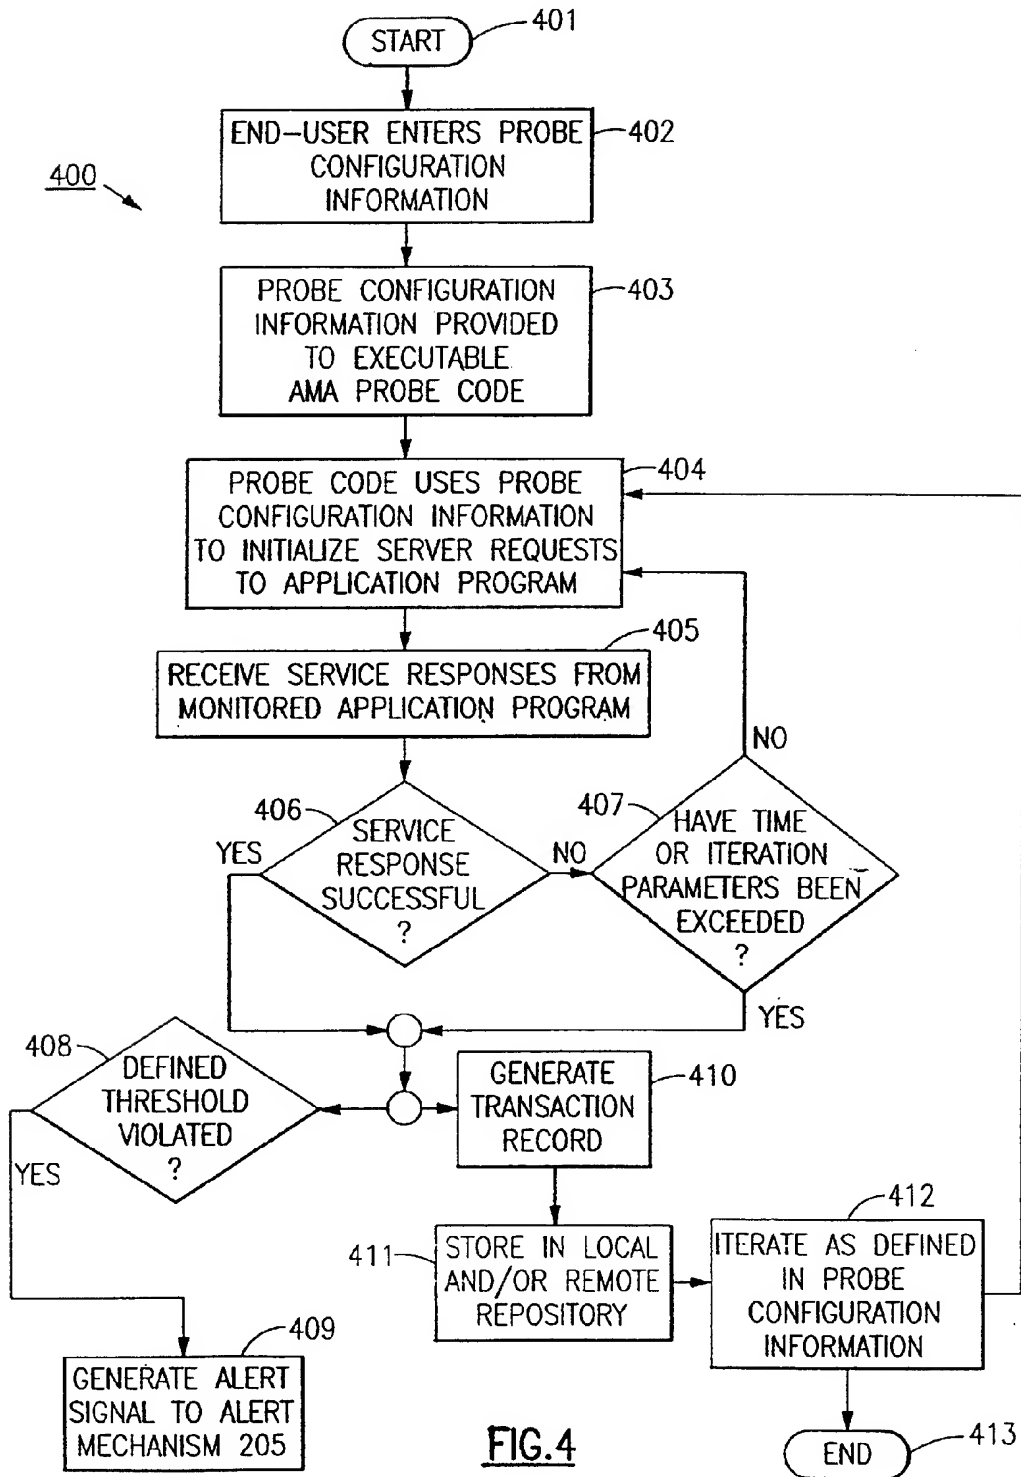 START
401
END-USER ENTERS PROBE
CONFIGURATION
INFORMATION
402
400
PROBE CONFIGURATION
INFORMATION PROVIDED
TO EXECUTABLE
AMA PROBE CODE
403
PROBE CODE USES PROBE
CONFIGURATION INFORMATION
TO INITIALIZE SERVER REQUESTS
TO APPLICATION PROGRAM
404
405
RECEIVE SERVICE RESPONSES FROM
MONITORED APPLICATION PROGRAM
NO
406
SERVICE
RESPONSE
SUCCESSFUL
?
YES
NO
407
HAVE TIME
OR ITERATION
PARAMETERS BEEN
EXCEEDED
?
YES
408
DEFINED
THRESHOLD
VIOLATED
?
YES
GENERATE
TRANSACTION
RECORD
410
411
STORE IN LOCAL
AND/OR REMOTE
REPOSITORY
412
ITERATE AS DEFINED
IN PROBE
CONFIGURATION
INFORMATION
409
GENERATE ALERT
SIGNAL TO ALERT
MECHANISM 205
FIG.4
END
413